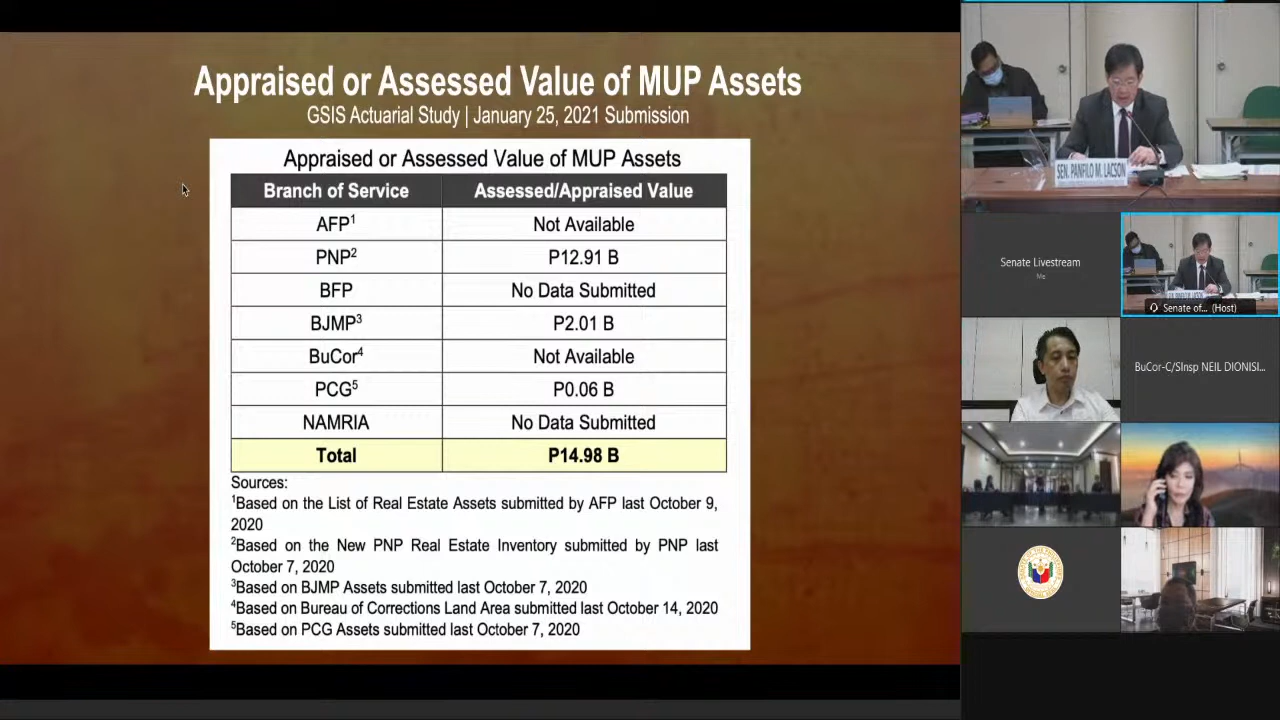 Appraised or Assessed Value of MUP Assets
GSIS Actuarial Study | January 25, 2021 Submission
Appraised or Assessed Value of MUP Assets
Branch of Service Assessed/Appraised Value
AFP1 Not Available
PNP2 P12.91 B
BFP No Data Submitted
BJMP3 P2.01 B
BuCor4 Not Available
PCG5 P0.06 B
NAMRIA No Data Submitted
Total P14.98 B
Sources:
1Based on the List of Real Estate Assets submitted by AFP last October 9,
2020
2Based on the New PNP Real Estate Inventory submitted by PNP last
October 7, 2020
3Based on BJMP Assets submitted last October 7, 2020
4Based on Bureau of Corrections Land Area submitted last October 14, 2020
5Based on PCG Assets submitted last October 7, 2020
SEN. PANFILO M. LACSON
Senate Livestream
Me
Senate of... (Host)
BuCor-C/SInsp NEIL DIONISI...